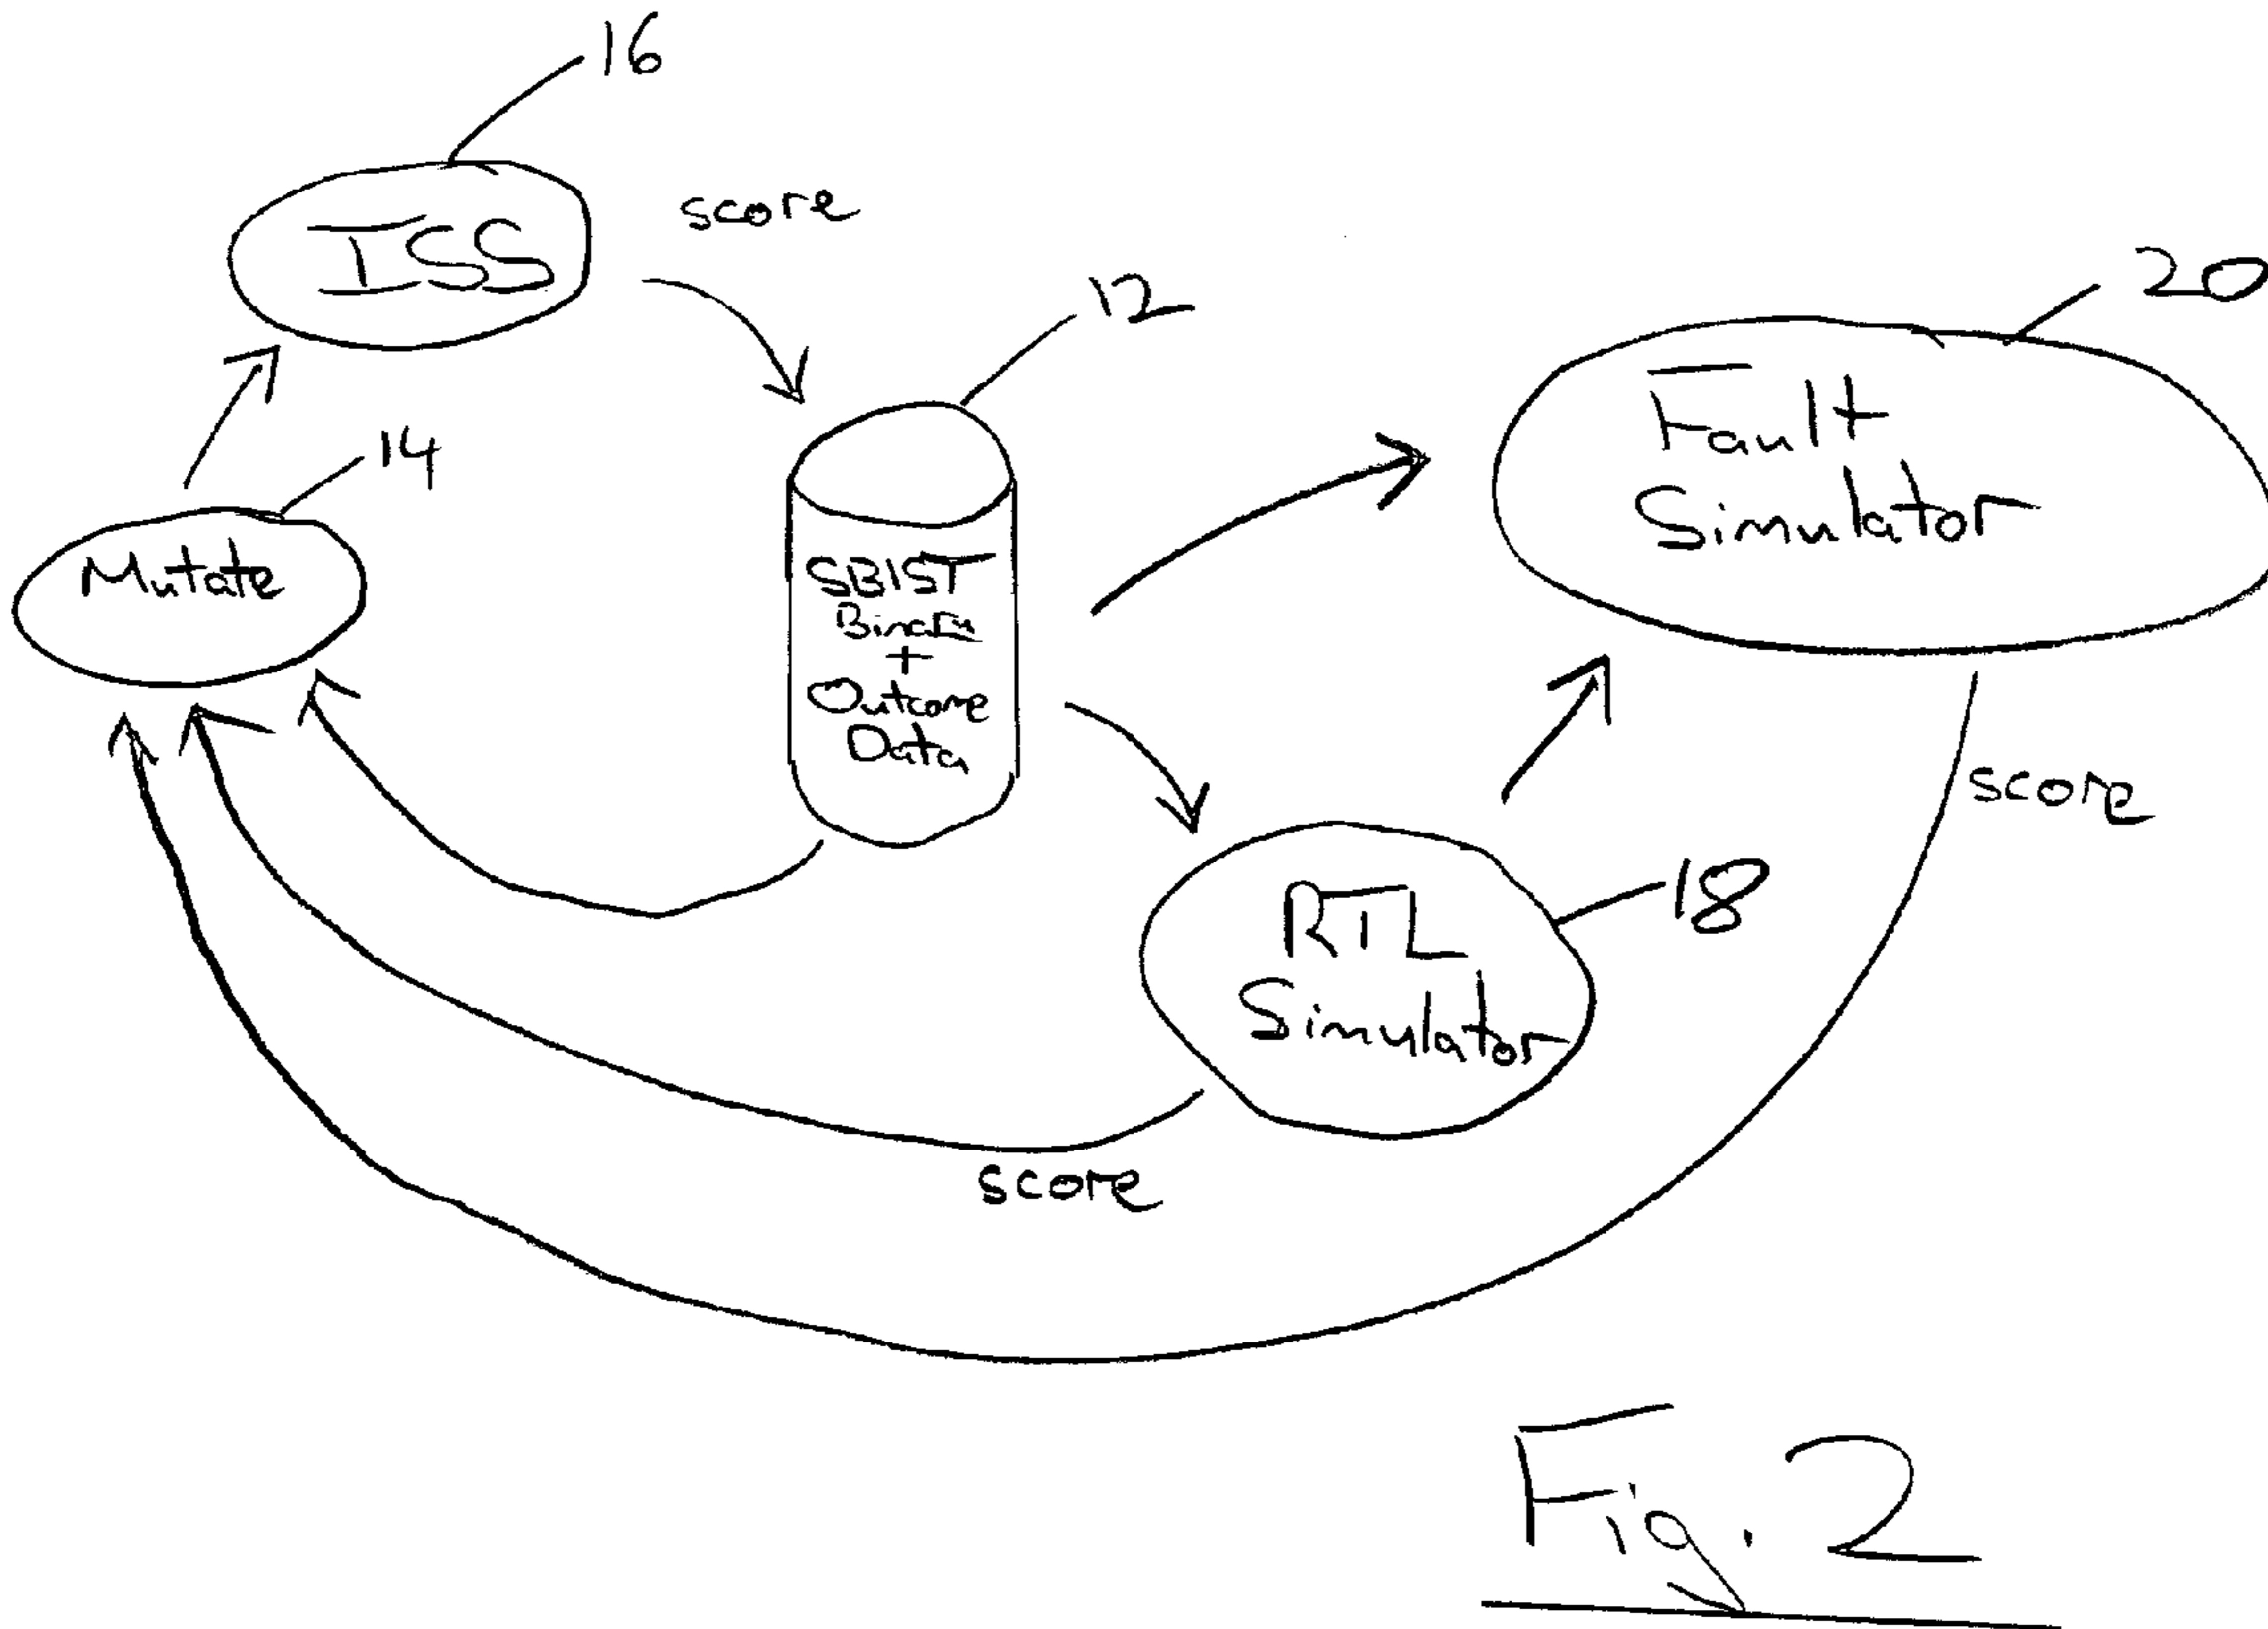 16
ISS
score
12
20
Fault
Simulator
14
Mutate
SBIST
Binary
+
Outcome
Data
score
18
RTL
Simulator
score
Fig. 2